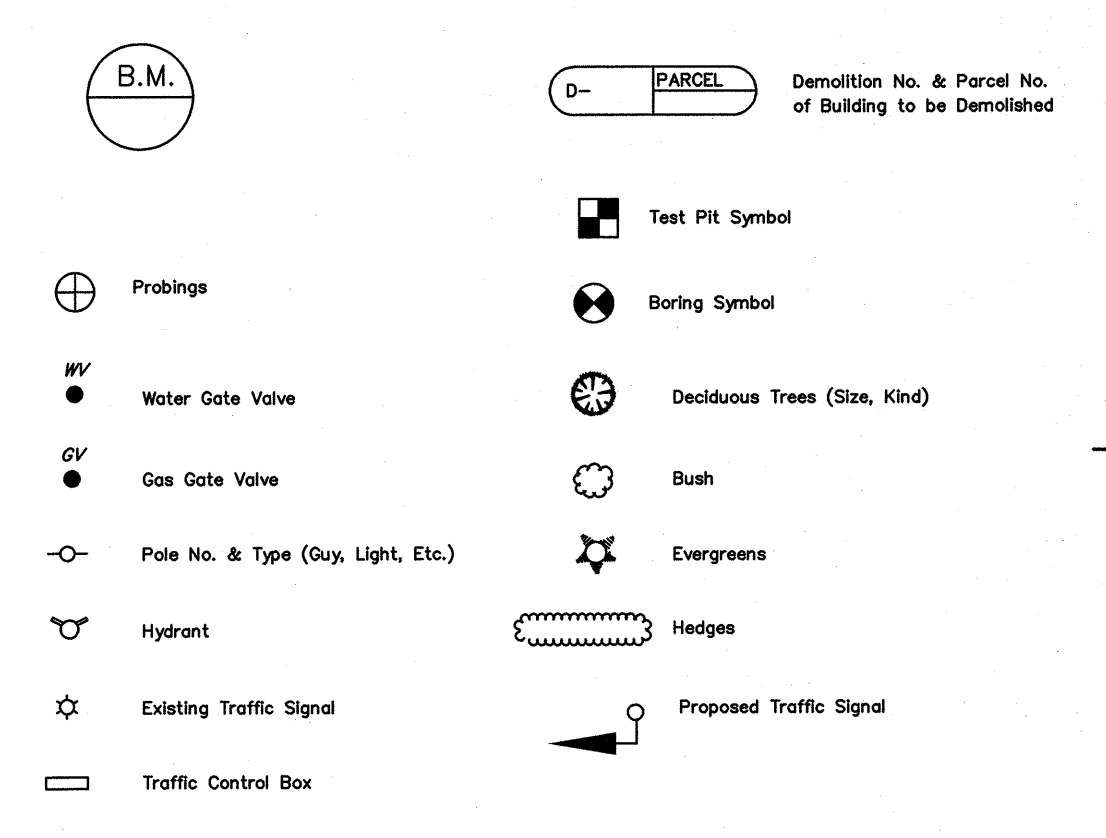 B.M.
D-
PARCEL
Demolition No. & Parcel No.
of Building to be Demolished
Test Pit Symbol
Probings
Boring Symbol
WV
Water Gate Valve
Deciduous Trees (Size, Kind)
GV
Gas Gate Valve
Bush
Pole No. & Type (Guy, Light, Etc.)
Evergreens
Hydrant
Hedges
Existing Traffic Signal
Proposed Traffic Signal
Traffic Control Box